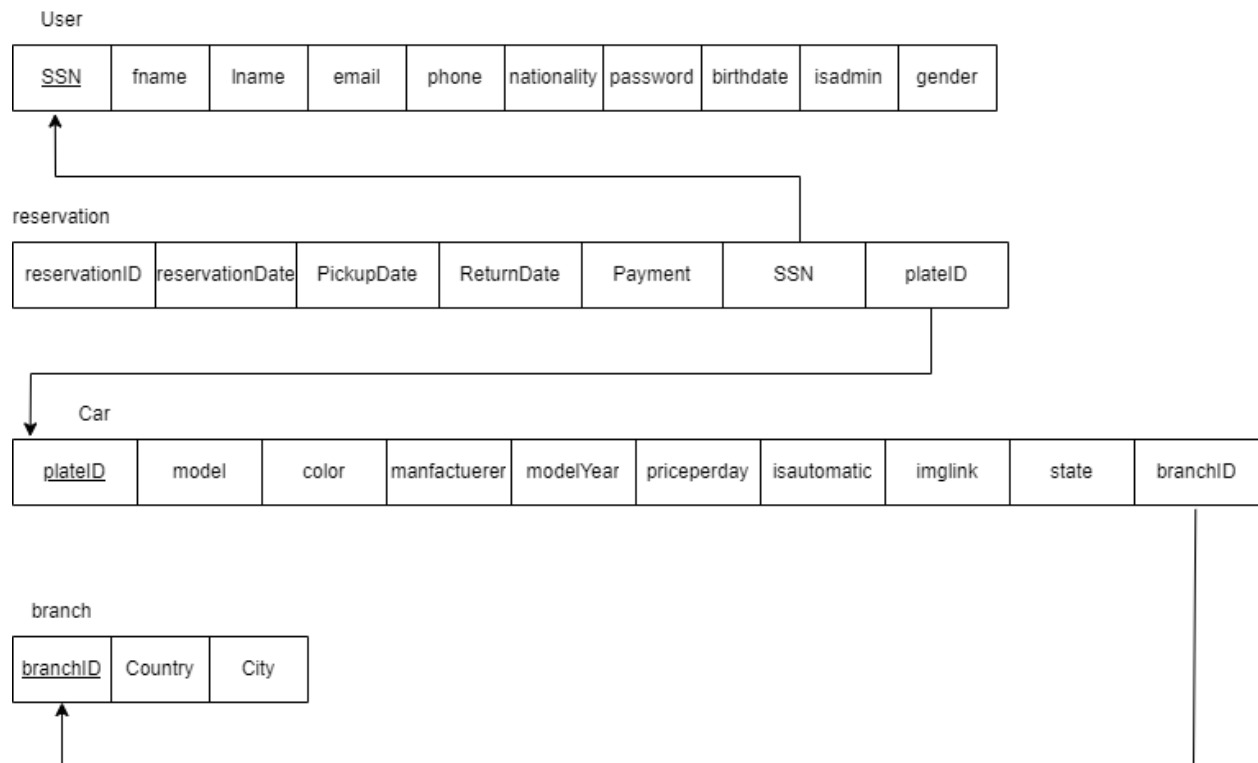 User
SSN fname lname email phone nationality password birthdate isadmin gender
reservation
reservationID reservationDate PickupDate ReturnDate Payment SSN plateID
Car
plateID model color manfactuerer modelYear priceperday isautomatic imglink state branchID
branch
branchID Country City